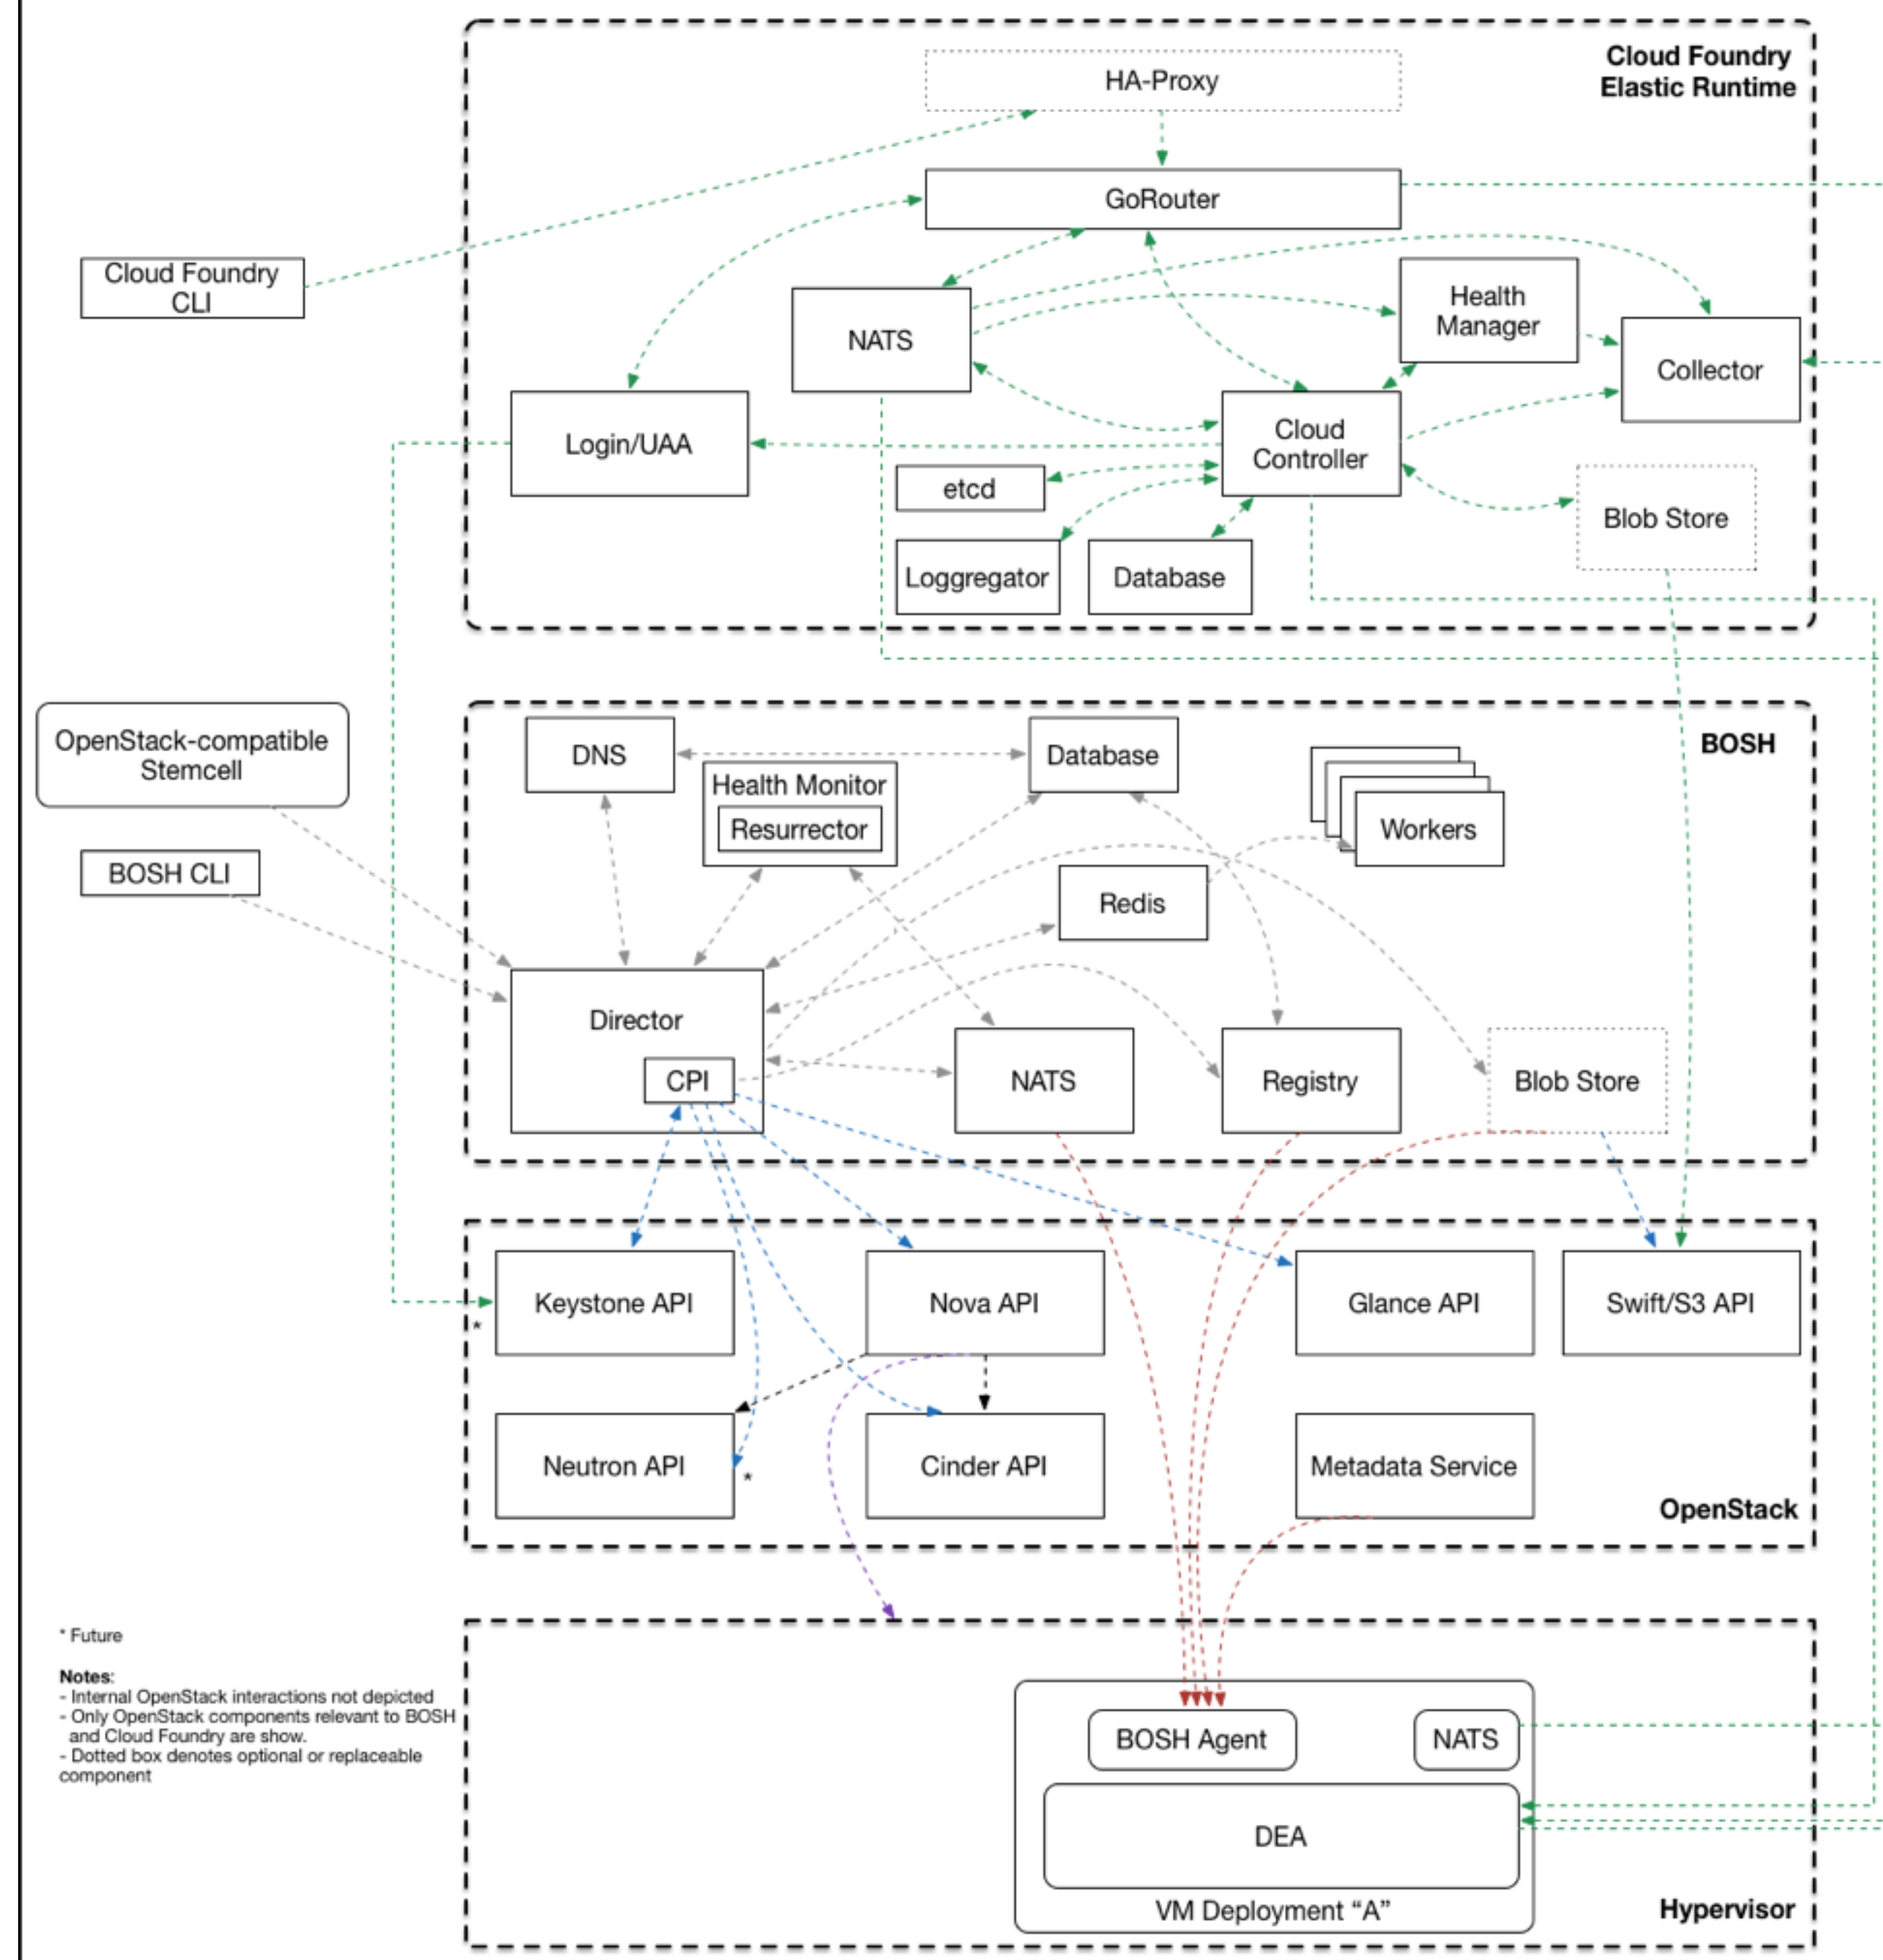 Cloud Foundry
Elastic Runtime
HA-Proxy
GoRouter
Cloud Foundry
CLI
NATS
Health
Manager
Collector
Login/UAA
Cloud
Controller
etcd
Blob Store
Loggregator
Database
OpenStack-compatible
Stemcell
BOSH CLI
BOSH
DNS
Database
Health Monitor
Resurrector
Workers
Redis
Director
CPI
NATS
Registry
Blob Store
Keystone API
*
Nova API
Glance API
Swift/S3 API
Neutron API
*
Cinder API
Metadata Service
OpenStack
* Future
Notes:
- Internal OpenStack interactions not depicted
- Only OpenStack components relevant to BOSH
and Cloud Foundry are show.
- Dotted box denotes optional or replaceable
component
BOSH Agent
NATS
DEA
VM Deployment “A”
Hypervisor